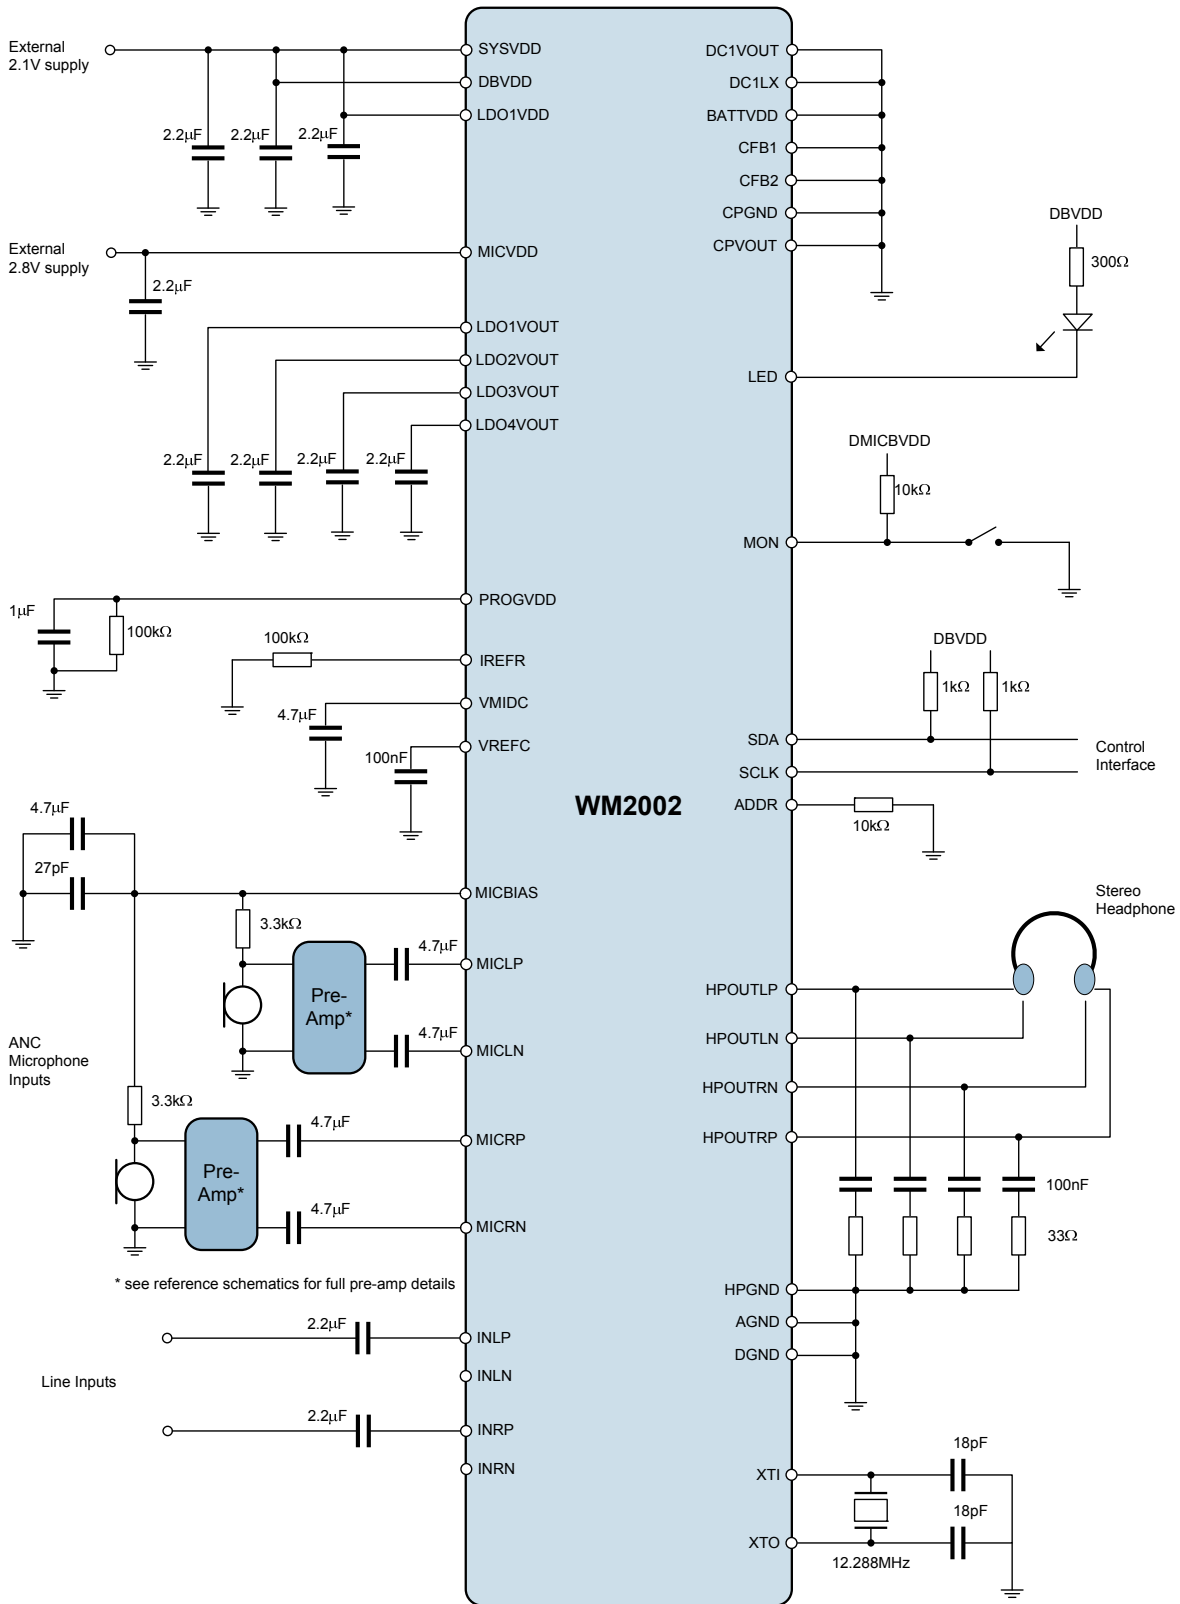 External
2.1V supply
SYSVDD
DBVDD
LDO1VDD
2.2µF
2.2µF
2.2µF
External
2.8V supply
MICVDD
2.2µF
LDO1VOUT
LDO2VOUT
LDO3VOUT
LDO4VOUT
2.2µF
2.2µF
2.2µF
2.2µF
PROGVDD
1µF
100kΩ
100kΩ
IREFR
VMIDC
4.7µF
VREFC
100nF
WM2002
4.7µF
27pF
MICBIAS
3.3kΩ
4.7µF
MICLP
Pre-
Amp*
4.7µF
MICLN
ANC
Microphone
Inputs
3.3kΩ
4.7µF
MICRP
Pre-
Amp*
4.7µF
MICRN
* see reference schematics for full pre-amp details
2.2µF
INLP
INLN
Line Inputs
2.2µF
INRP
INRN
DC1VOUT
DC1LX
BATTVDD
CFB1
CFB2
CPGND
CPVOUT
DBVDD
300Ω
LED
DMICBVDD
10kΩ
MON
DBVDD
1kΩ
1kΩ
SDA
SCLK
Control
Interface
ADDR
10kΩ
Stereo
Headphone
HPOUTLP
HPOUTLN
HPOUTRN
HPOUTRP
100nF
33Ω
HPGND
AGND
DGND
18pF
XTI
18pF
XTO
12.288MHz